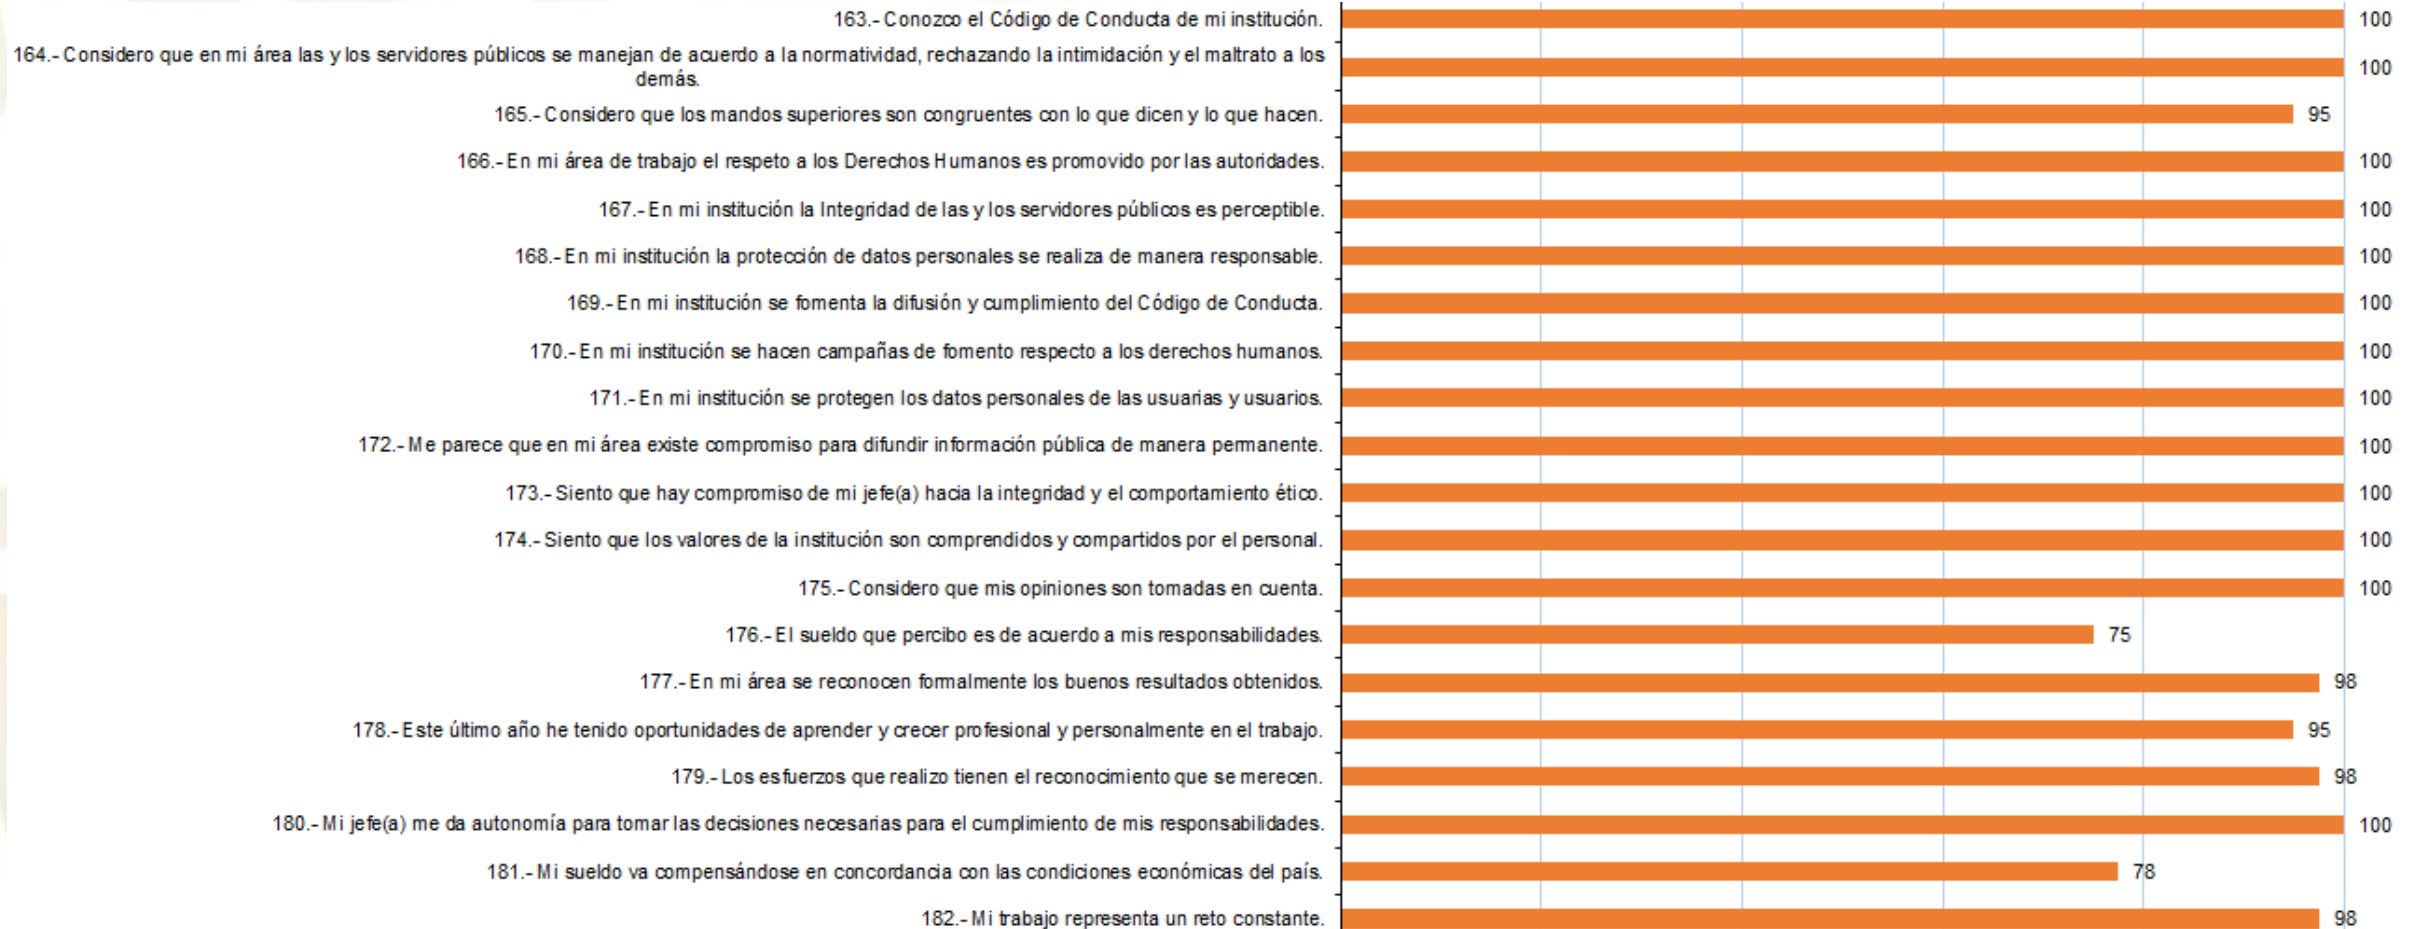 163.- Conozco el Código de Conducta de mi institución. 100
164.- Considero que en mi área las y los servidores públicos se manejan de acuerdo a la normatividad, rechazando la intimidación y el maltrato a los
demás. 100
165.- Considero que los mandos superiores son congruentes con lo que dicen y lo que hacen. 95
166.- En mi área de trabajo el respeto a los Derechos Humanos es promovido por las autoridades. 100
167.- En mi institución la Integridad de las y los servidores públicos es perceptible. 100
168.- En mi institución la protección de datos personales se realiza de manera responsable. 100
169.- En mi institución se fomenta la difusión y cumplimiento del Código de Conducta. 100
170.- En mi institución se hacen campañas de fomento respecto a los derechos humanos. 100
171.- En mi institución se protegen los datos personales de las usuarias y usuarios. 100
172.- Me parece que en mi área existe compromiso para difundir información pública de manera permanente. 100
173.- Siento que hay compromiso de mi jefe(a) hacia la integridad y el comportamiento ético. 100
174.- Siento que los valores de la institución son comprendidos y compartidos por el personal. 100
175.- Considero que mis opiniones son tomadas en cuenta. 100
176.- El sueldo que percibo es de acuerdo a mis responsabilidades. 75
177.- En mi área se reconocen formalmente los buenos resultados obtenidos. 98
178.- Este último año he tenido oportunidades de aprender y crecer profesional y personalmente en el trabajo. 95
179.- Los esfuerzos que realizo tienen el reconocimiento que se merecen. 98
180.- Mi jefe(a) me da autonomía para tomar las decisiones necesarias para el cumplimiento de mis responsabilidades. 100
181.- Mi sueldo va compensándose en concordancia con las condiciones económicas del país. 78
182.- Mi trabajo representa un reto constante. 98